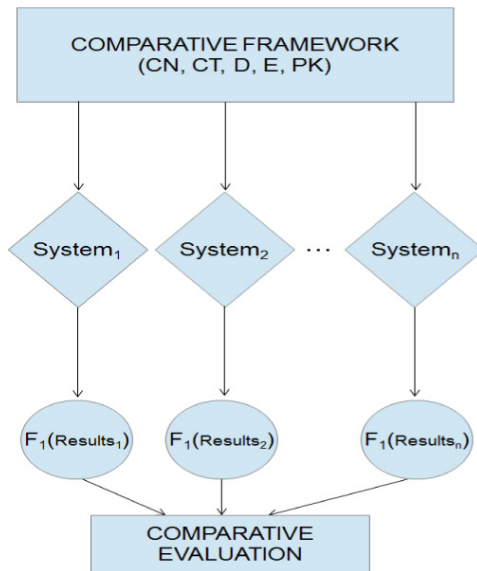 COMPARATIVE FRAMEWORK
(CN, CT, D, E, PK)
System₁ System₂ ... Systemₙ
F₁(Results₁) F₁(Results₂) F₁(Resultsₙ)
COMPARATIVE
EVALUATION